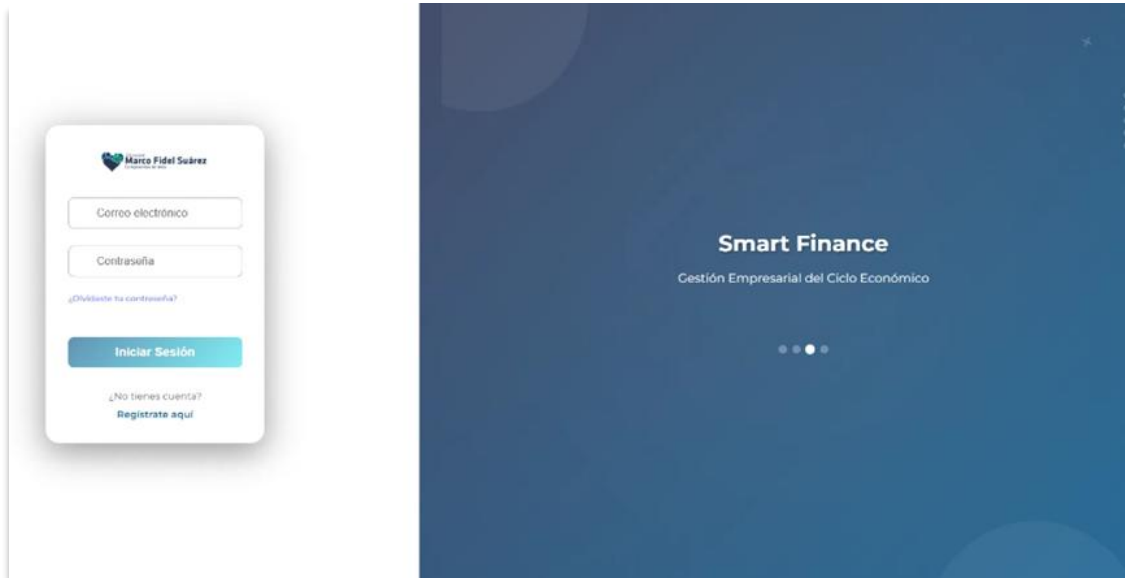 Marco Fidel Suárez
Correo electrónico
Contraseña
¿Olvidaste tu contraseña?
Iniciar Sesión
¿No tienes cuenta?
Regístrate aquí
Smart Finance
Gestión Empresarial del Ciclo Económico